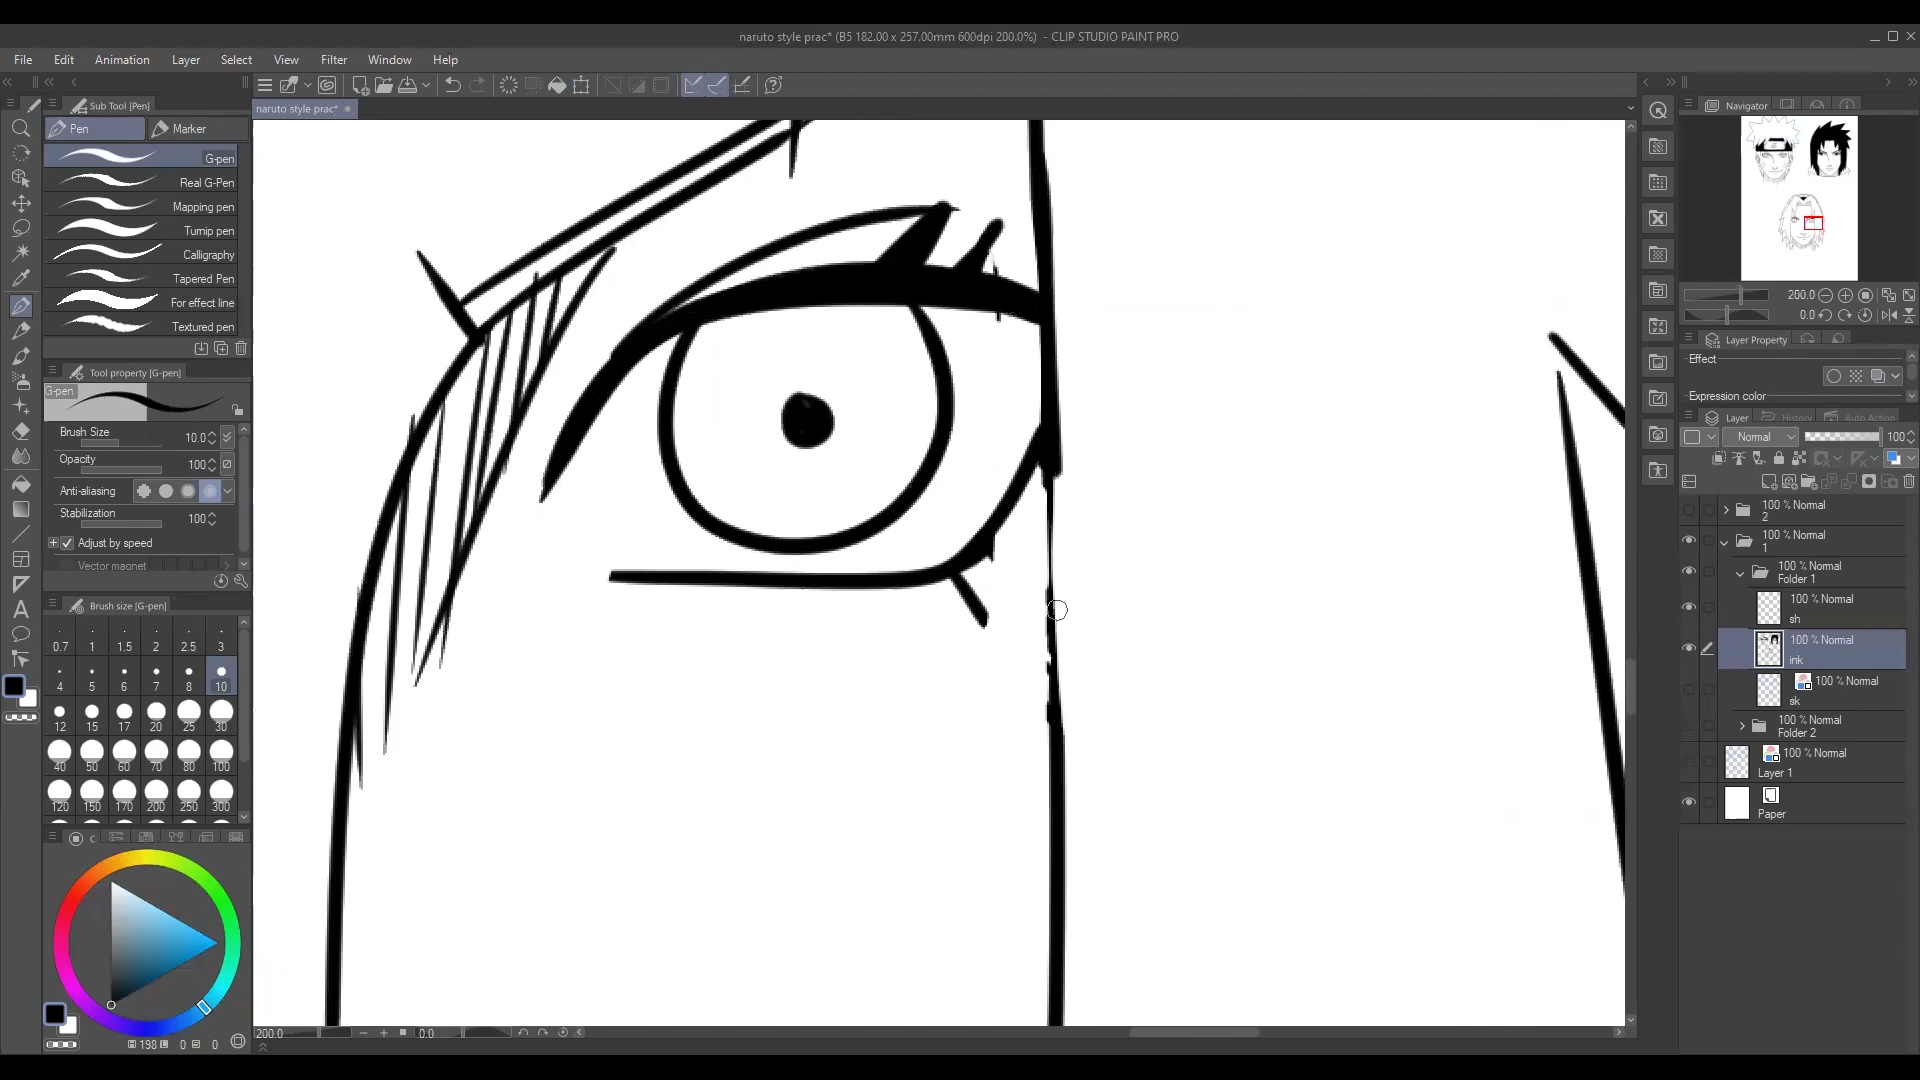 naruto style prac* (B5 182.00 x 257.00mm 600dpi 200.0%) - CLIP STUDIO PAINT PRO
File Edit Animation Layer Select View Filter Window Help
Sub Tool [Pen]
naruto style prac*
Navigator
Pen Marker
G-pen
Real G-Pen
Mapping pen
Turnip pen
Calligraphy
Tapered Pen
For effect line
Textured pen
Tool property [G-pen]
G-pen
Brush Size 10.0
Opacity 100
Anti-aliasing
Stabilization 100
Adjust by speed
Vector magnet
Brush size [G-pen]
0.7 1 1.5 2 2.5 3
4 5 6 7 8 10
12 15 17 20 25 30
40 50 60 70 80 100
120 150 170 200 250 300
198 0 0
200.0 0.0
200.0
0.0
Layer Property
Effect
Expression color
Layer History Auto Action
Normal 100
100 % Normal
2
100 % Normal
1
100 % Normal
Folder 1
100 % Normal
sh
100 % Normal
ink
100 % Normal
sk
100 % Normal
Folder 2
100 % Normal
Layer 1
Paper